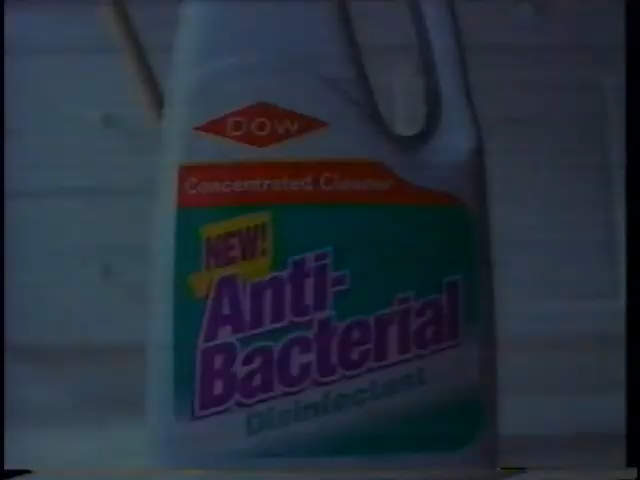 DOW
Concentrated Cleaner
NEW!
Anti-
Bacterial
Disinfectant